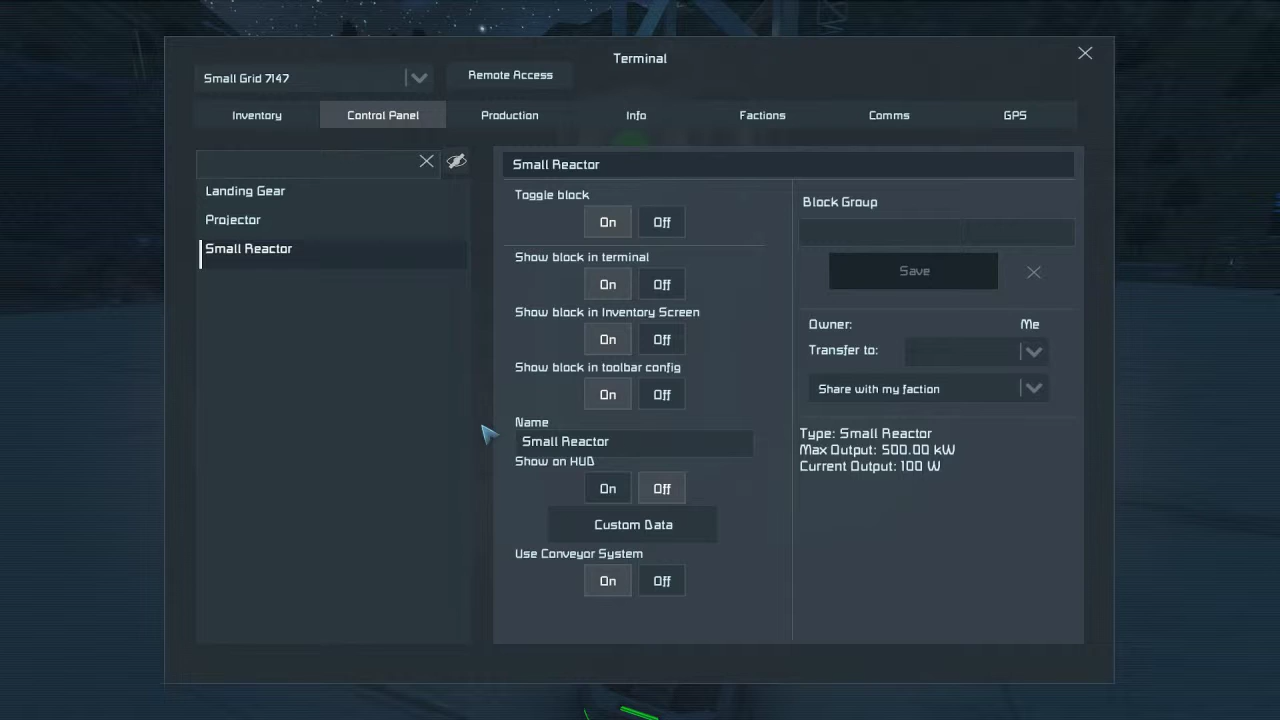 Terminal
Small Grid 7147
Remote Access
Inventory
Control Panel
Production
Info
Factions
Comms
GPS
Landing Gear
Projector
Small Reactor
Small Reactor
Toggle block
On Off
Show block in terminal
On Off
Show block in Inventory Screen
On Off
Show block in toolbar config
On Off
Name
Small Reactor
Show on HUD
On Off
Custom Data
Use Conveyor System
On Off
Block Group
Save
Owner: Me
Transfer to:
Share with my faction
Type: Small Reactor
Max Output: 500.00 kW
Current Output: 100 W